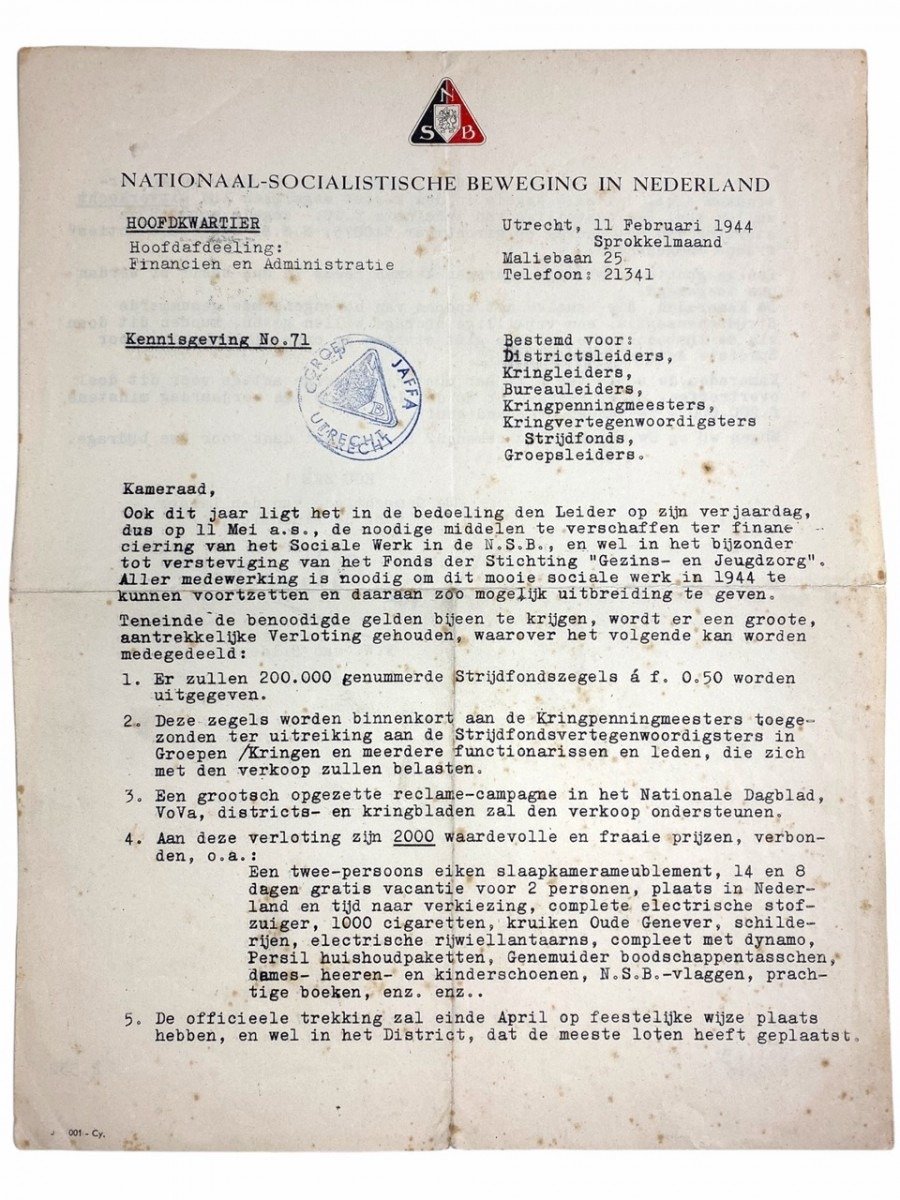 N
S B
NATIONAAL-SOCIALISTISCHE BEWEGING IN NEDERLAND
HOOFDKWARTIER
Hoofdafdeeling:
Financien en Administratie
Utrecht, 11 Februari 1944
Sprokkelmaand
Maliebaan 25
Telefoon: 21341
Kennisgeving No.71
GROEP JAFFA
UTRECHT
B
Bestemd voor:
Districtsleiders,
Kringleiders,
Bureauleiders,
Kringpenningmeesters,
Kringvertegenwoordigsters
Strijdfonds,
Groepsleiders.
Kameraad,
Ook dit jaar ligt het in de bedoeling den Leider op zijn verjaardag,
dus op 11 Mei a.s., de noodige middelen te verschaffen ter finane
ciering van het Sociale Werk in de N.S.B., en wel in het bijzonder
tot versteviging van het Fonds der Stichting "Gezins- en Jeugdzorg".
Aller medewerking is noodig om dit mooie sociale werk in 1944 te
kunnen voortzetten en daaraan zoo mogelijk uitbreiding te geven.
Teneinde de benoodigde gelden bijeen te krijgen, wordt er een groote,
aantrekkelijke Verloting gehouden, waarover het volgende kan worden
medegedeeld:
1. Er zullen 200.000 genummerde Strijdfondszegels á f. 0.50 worden
uitgegeven.
2. Deze zegels worden binnenkort aan de Kringpenningmeesters toege-
zonden ter uitreiking aan de Strijdfondsvertegenwoordigsters in
Groepen /Kringen en meerdere functionarissen en leden, die zich
met den verkoop zullen belasten.
3. Een grootsch opgezette reclame-campagne in het Nationale Dagblad,
VoVa, districts- en kringbladen zal den verkoop ondersteunen.
4. Aan deze verloting zijn 2000 waardevolle en fraaie prijzen, verbon-
den, o.a.:
Een twee-persoons eiken slaapkamerameublement, 14 en 8
dagen gratis vacantie voor 2 personen, plaats in Neder-
land en tijd naar verkiezing, complete electrische stof-
zuiger, 1000 cigaretten, kruiken Oude Genever, schilde-
rijen, electrische rijwiellantaarns, compleet met dynamo,
Persil huishoudpaketten, Genemuider boodschappentasschen,
dames- heeren- en kinderschoenen, N.S.B.-vlaggen, prach-
tige boeken, enz. enz..
5. De officieele trekking zal einde April op feestelijke wijze plaats
hebben, en wel in het District, dat de meeste loten heeft geplaatst.
001 - Cy.